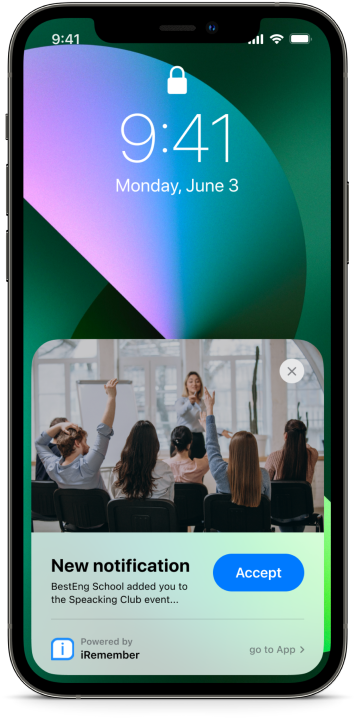 9:41
9:41
Monday, June 3
New notification
BestEng School added you to
the Speacking Club event...
Accept
Powered by
iRemember
go to App